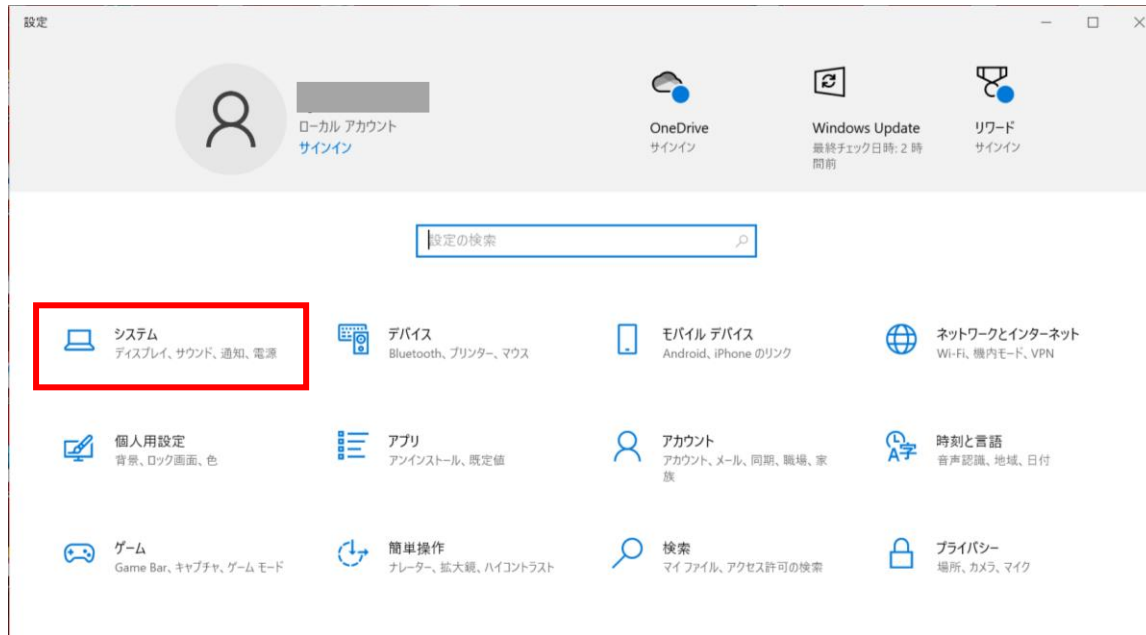 設定
ローカル アカウント
サインイン
OneDrive
サインイン
Windows Update
最終チェック日時: 2 時
間前
リワード
サインイン
設定の検索
システム
ディスプレイ、サウンド、通知、電源
デバイス
Bluetooth、プリンター、マウス
モバイル デバイス
Android、iPhone のリンク
ネットワークとインターネット
Wi-Fi、機内モード、VPN
個人用設定
背景、ロック画面、色
アプリ
アンインストール、既定値
アカウント
アカウント、メール、同期、職場、家
族
時刻と言語
音声認識、地域、日付
ゲーム
Game Bar、キャプチャ、ゲーム モード
簡単操作
ナレーター、拡大鏡、ハイコントラスト
検索
マイ ファイル、アクセス許可の検索
プライバシー
場所、カメラ、マイク